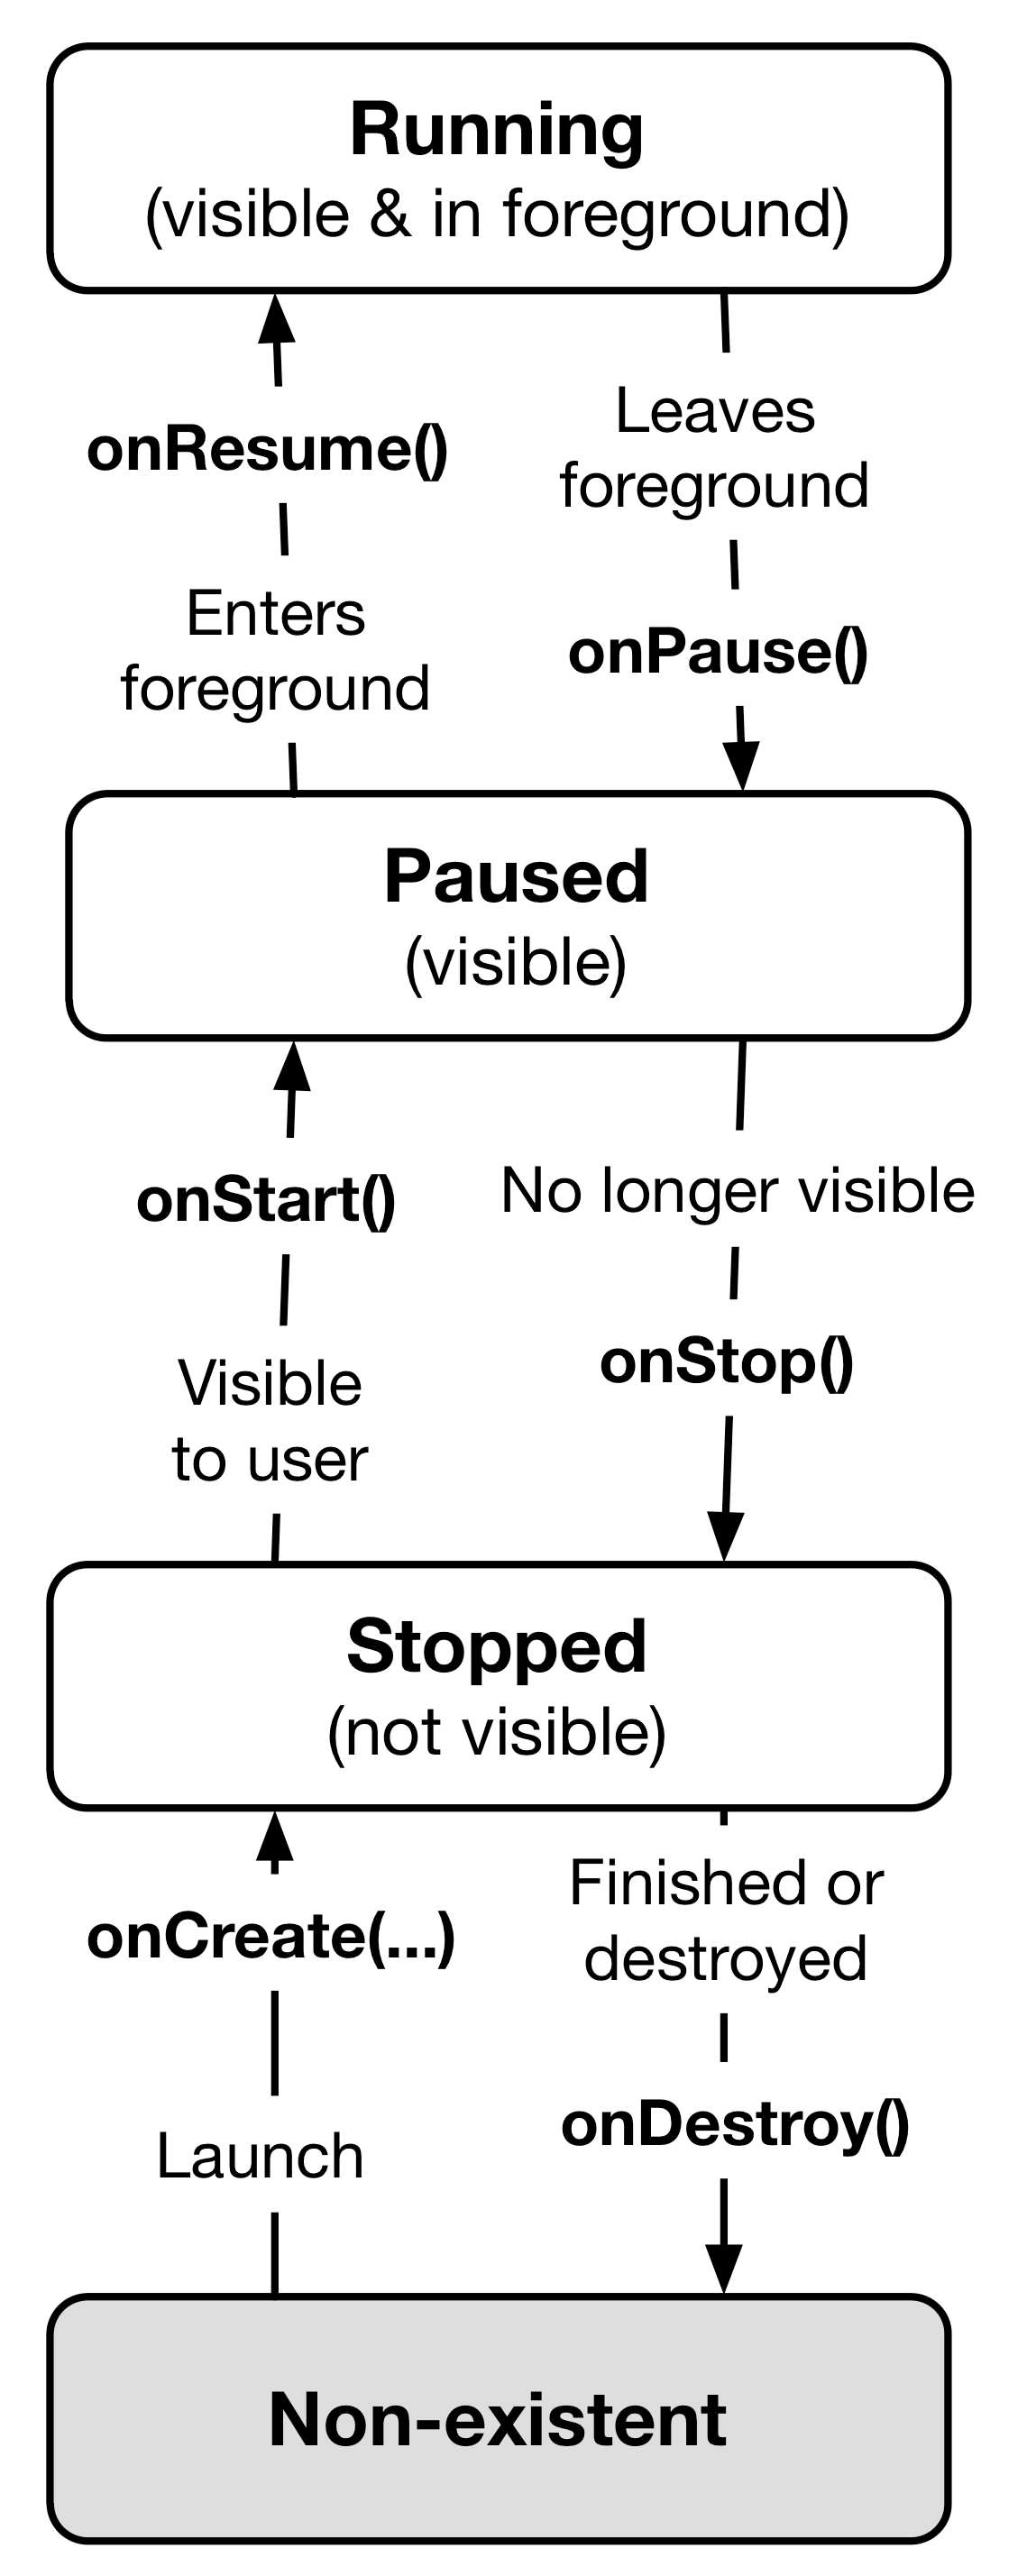 Running
(visible & in foreground)
onResume()
Enters
foreground
Leaves
foreground
onPause()
Paused
(visible)
onStart()
Visible
to user
No longer visible
onStop()
Stopped
(not visible)
onCreate(...)
Launch
Finished or
destroyed
onDestroy()
Non-existent